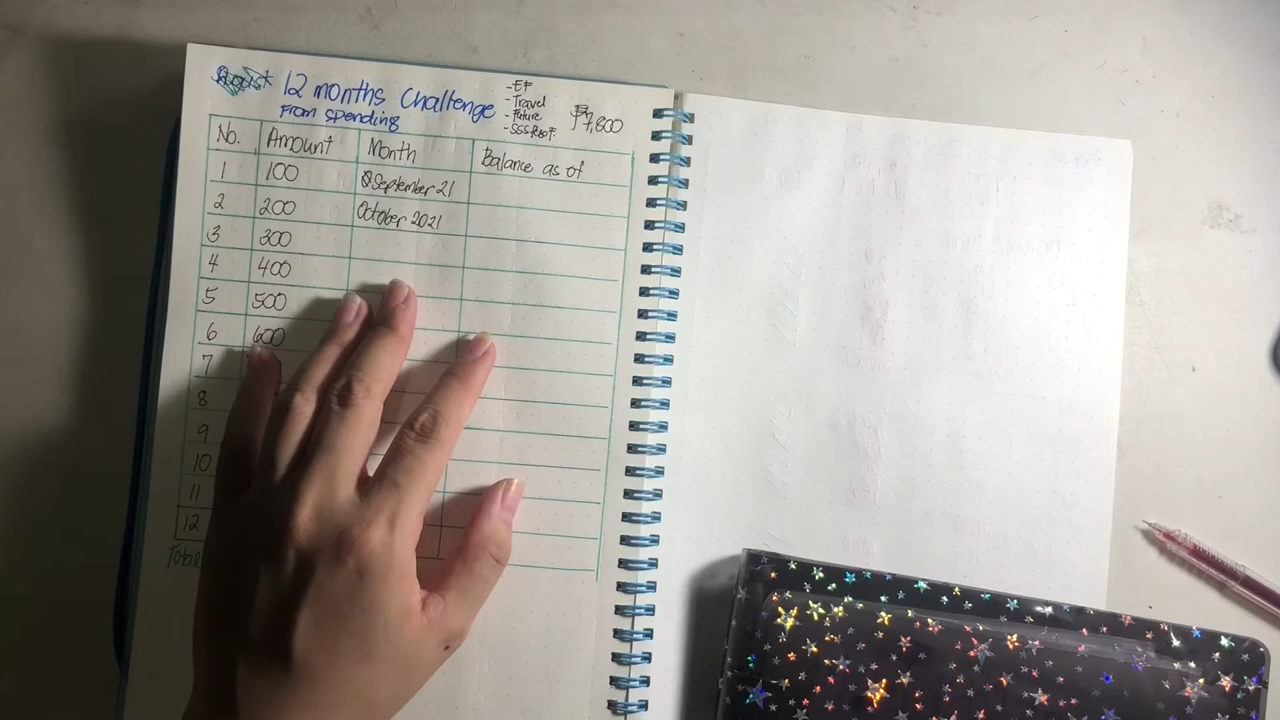 12 months Challenge
From spending
-EF
-Travel
-Future
₱7,800
No. Amount Month Balance as of
1 100 September 21
2 200 October 2021
3 300
4 400
5 500
6 600
7
8
9
10
11
12
Total